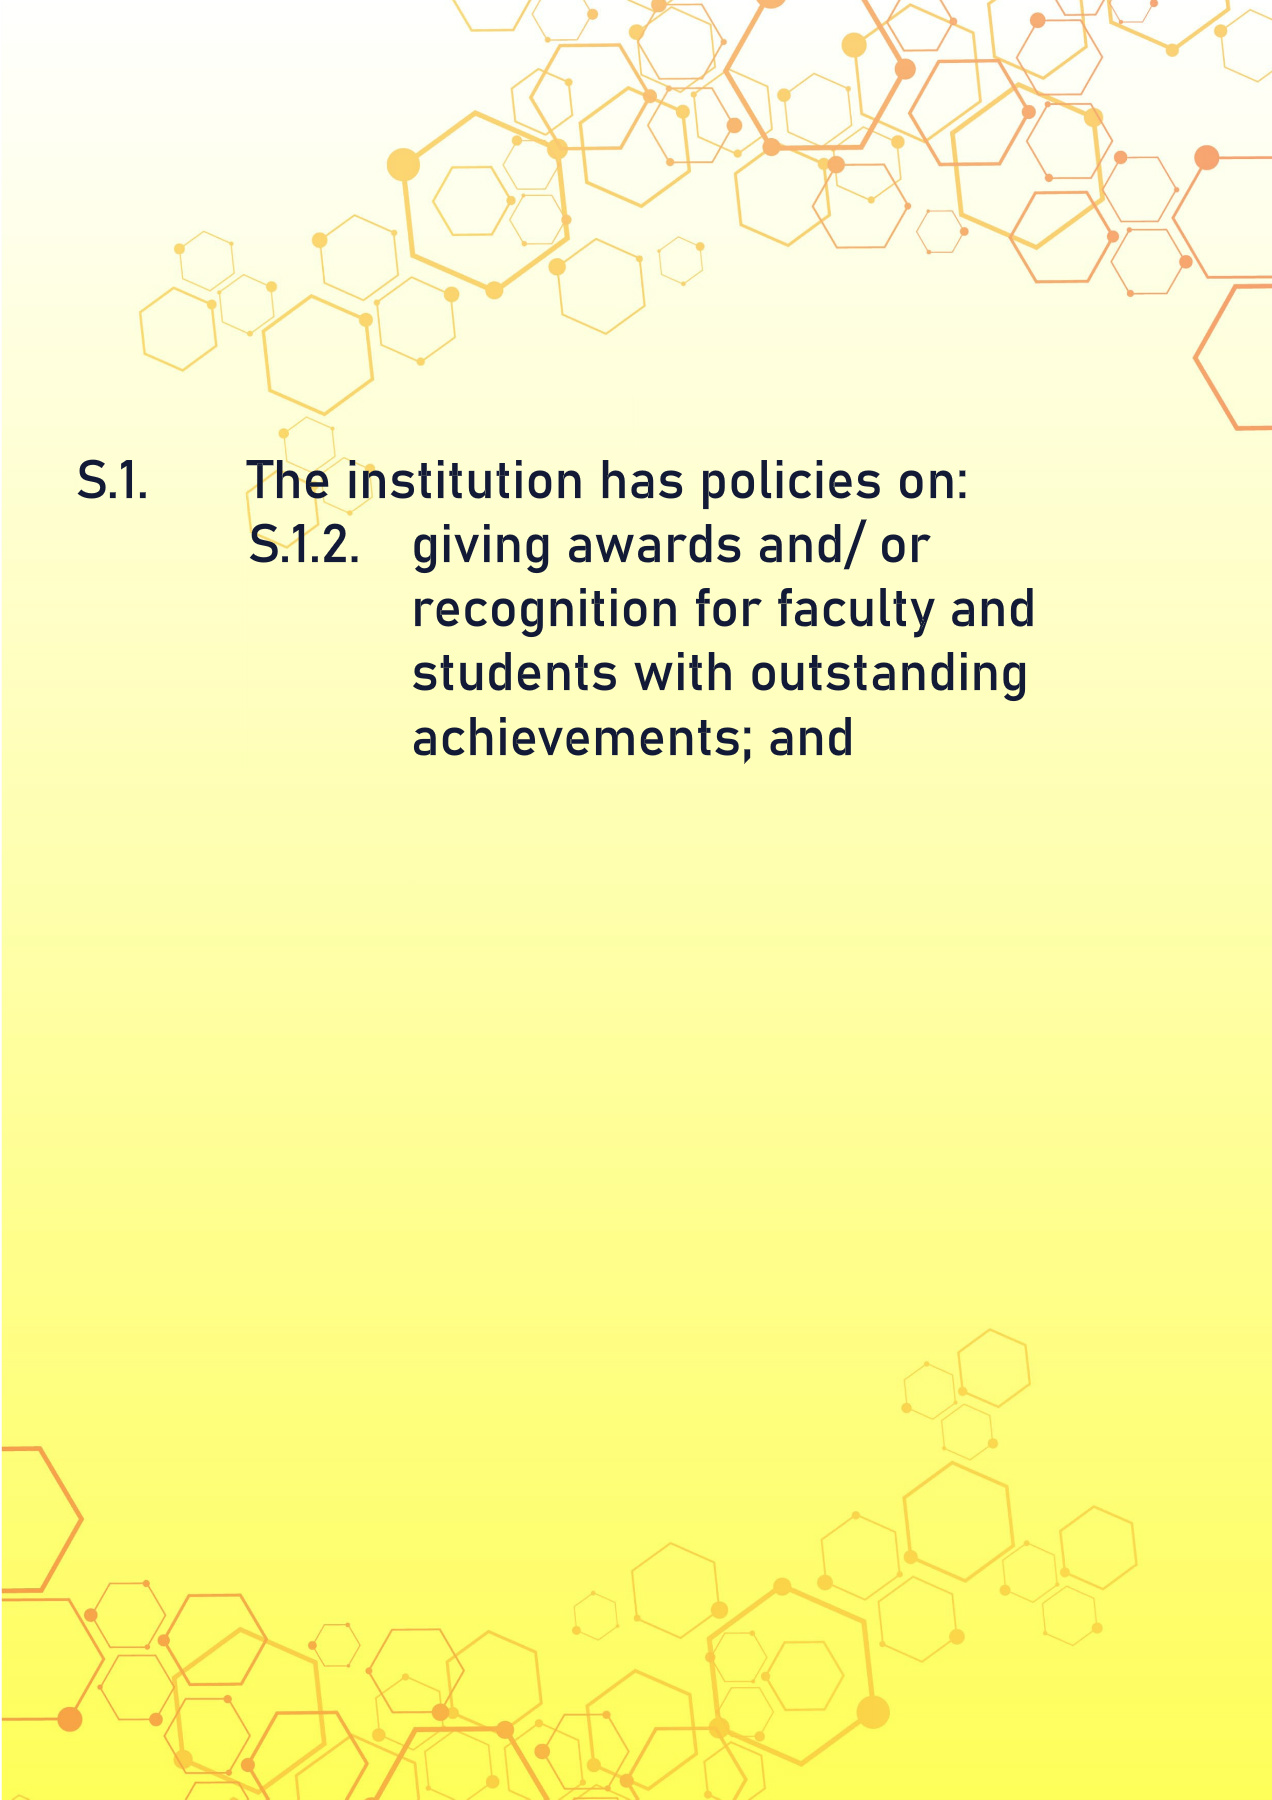 S.1. The institution has policies on:
S.1.2. giving awards and/ or
recognition for faculty and
students with outstanding
achievements; and